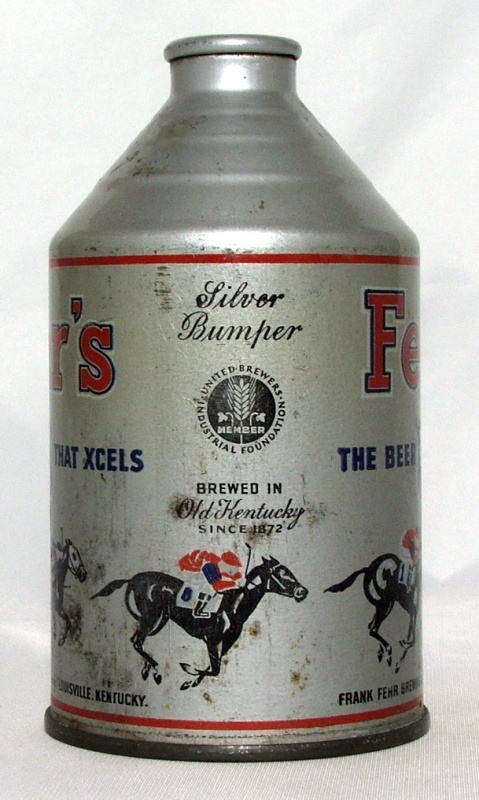 Silver
Bumper
UNITED BREWERS
INDUSTRIAL FOUNDATION
MEMBER
r's
Fe
THAT XCELS
THE BEER
BREWED IN
Old Kentucky
SINCE 1872
8
LOUISVILLE, KENTUCKY.
FRANK FEHR BREW